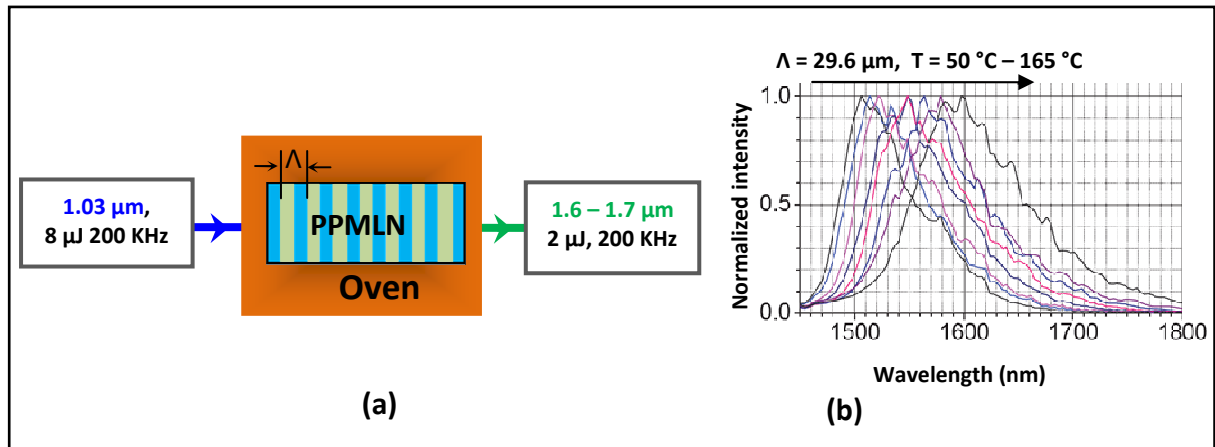 Λ
1.03 µm,
8 µJ 200 KHz
PPMLN
Oven
1.6 – 1.7 µm
2 µJ, 200 KHz
(a)
Λ = 29.6 µm, T = 50 °C – 165 °C
Normalized intensity
1.0
0.5
0.0
1500 1600 1700 1800
Wavelength (nm)
(b)